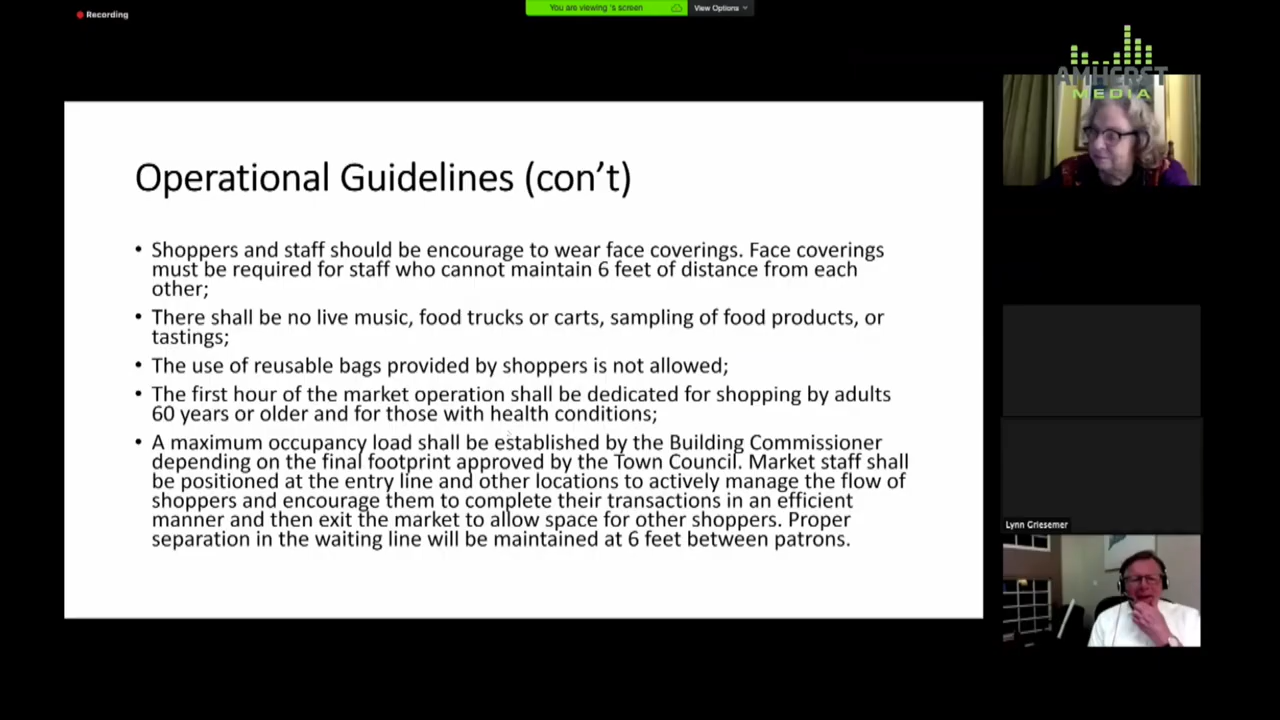 Recording
You are viewing 's screen
View Options
AMHERST
MEDIA
Operational Guidelines (con't)
• Shoppers and staff should be encourage to wear face coverings. Face coverings
must be required for staff who cannot maintain 6 feet of distance from each
other;
• There shall be no live music, food trucks or carts, sampling of food products, or
tastings;
• The use of reusable bags provided by shoppers is not allowed;
• The first hour of the market operation shall be dedicated for shopping by adults
60 years or older and for those with health conditions;
• A maximum occupancy load shall be established by the Building Commissioner
depending on the final footprint approved by the Town Council. Market staff shall
be positioned at the entry line and other locations to actively manage the flow of
shoppers and encourage them to complete their transactions in an efficient
manner and then exit the market to allow space for other shoppers. Proper
separation in the waiting line will be maintained at 6 feet between patrons.
Lynn Griesemer